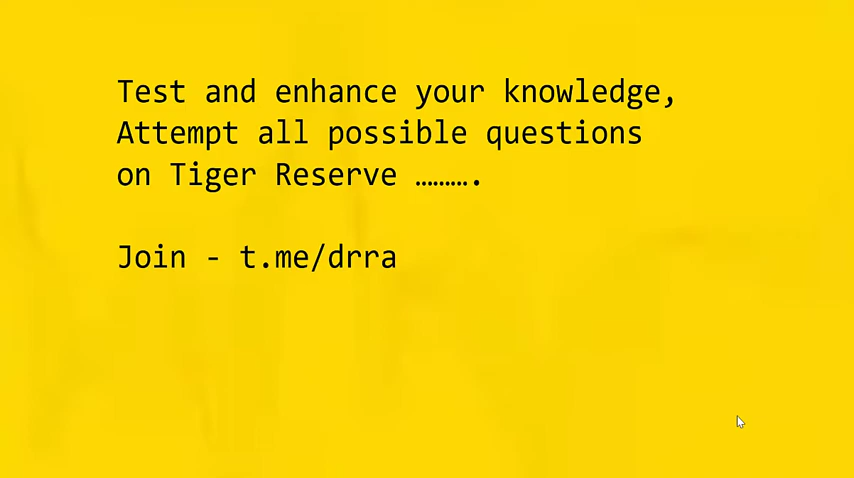 Test and enhance your knowledge,
Attempt all possible questions
on Tiger Reserve ……….
Join - t.me/drra